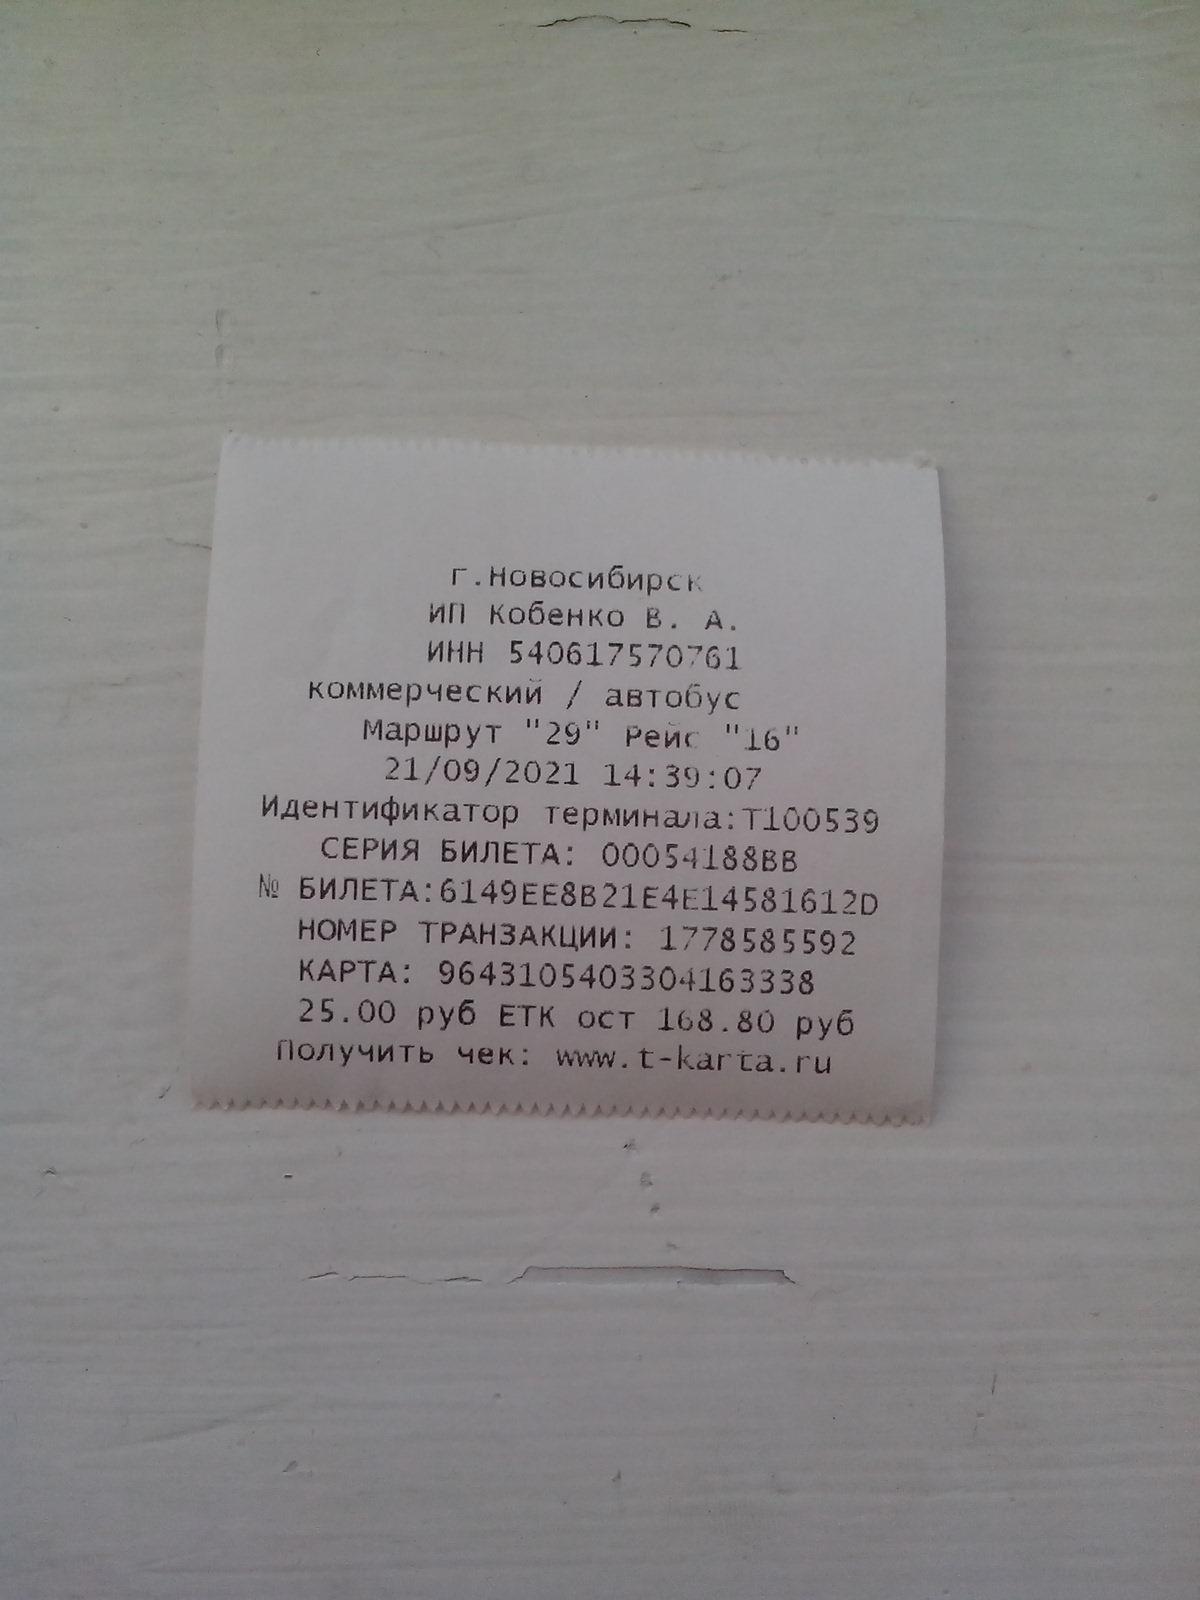 г.Новосибирск
ИП Кобенко В. А.
ИНН 540617570761
коммерческий / автобус
Маршрут "29" Рейс "16"
21/09/2021 14:39:07
Идентификатор терминала:T100539
СЕРИЯ БИЛЕТА: 00054188BB
№ БИЛЕТА:6149EE8B21E4E14581612D
НОМЕР ТРАНЗАКЦИИ: 1778585592
КАРТА: 9643105403304163338
25.00 руб ЕТК ост 168.80 руб
Получить чек: www.t-karta.ru